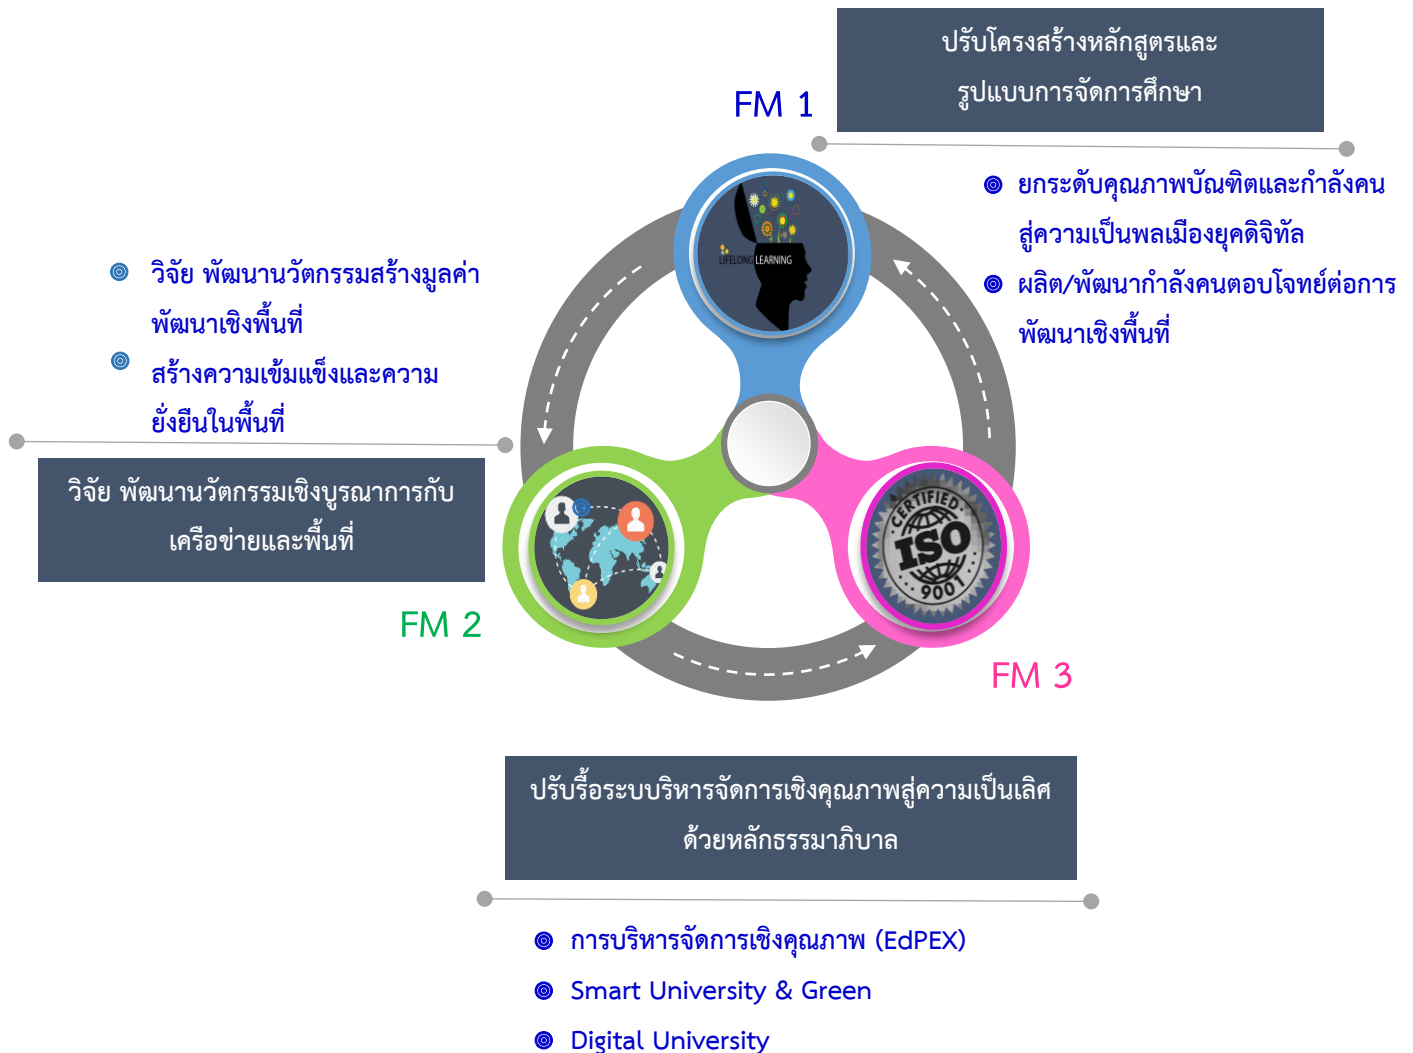 ปรับโครงสร้างหลักสูตรและ
รูปแบบการจัดการศึกษา
FM 1
ยกระดับคุณภาพบัณฑิตและกำลังคน
สู่ความเป็นพลเมืองยุคดิจิทัล
ผลิต/พัฒนากำลังคนตอบโจทย์ต่อการ
พัฒนาเชิงพื้นที่
LIFELONG LEARNING
วิจัย พัฒนานวัตกรรมสร้างมูลค่า
พัฒนาเชิงพื้นที่
สร้างความเข้มแข็งและความ
ยั่งยืนในพื้นที่
วิจัย พัฒนานวัตกรรมเชิงบูรณาการกับ
เครือข่ายและพื้นที่
FM 2
CERTIFIED
ISO
9001
FM 3
ปรับรื้อระบบบริหารจัดการเชิงคุณภาพสู่ความเป็นเลิศ
ด้วยหลักธรรมาภิบาล
การบริหารจัดการเชิงคุณภาพ (EdPEX)
Smart University & Green
Digital University